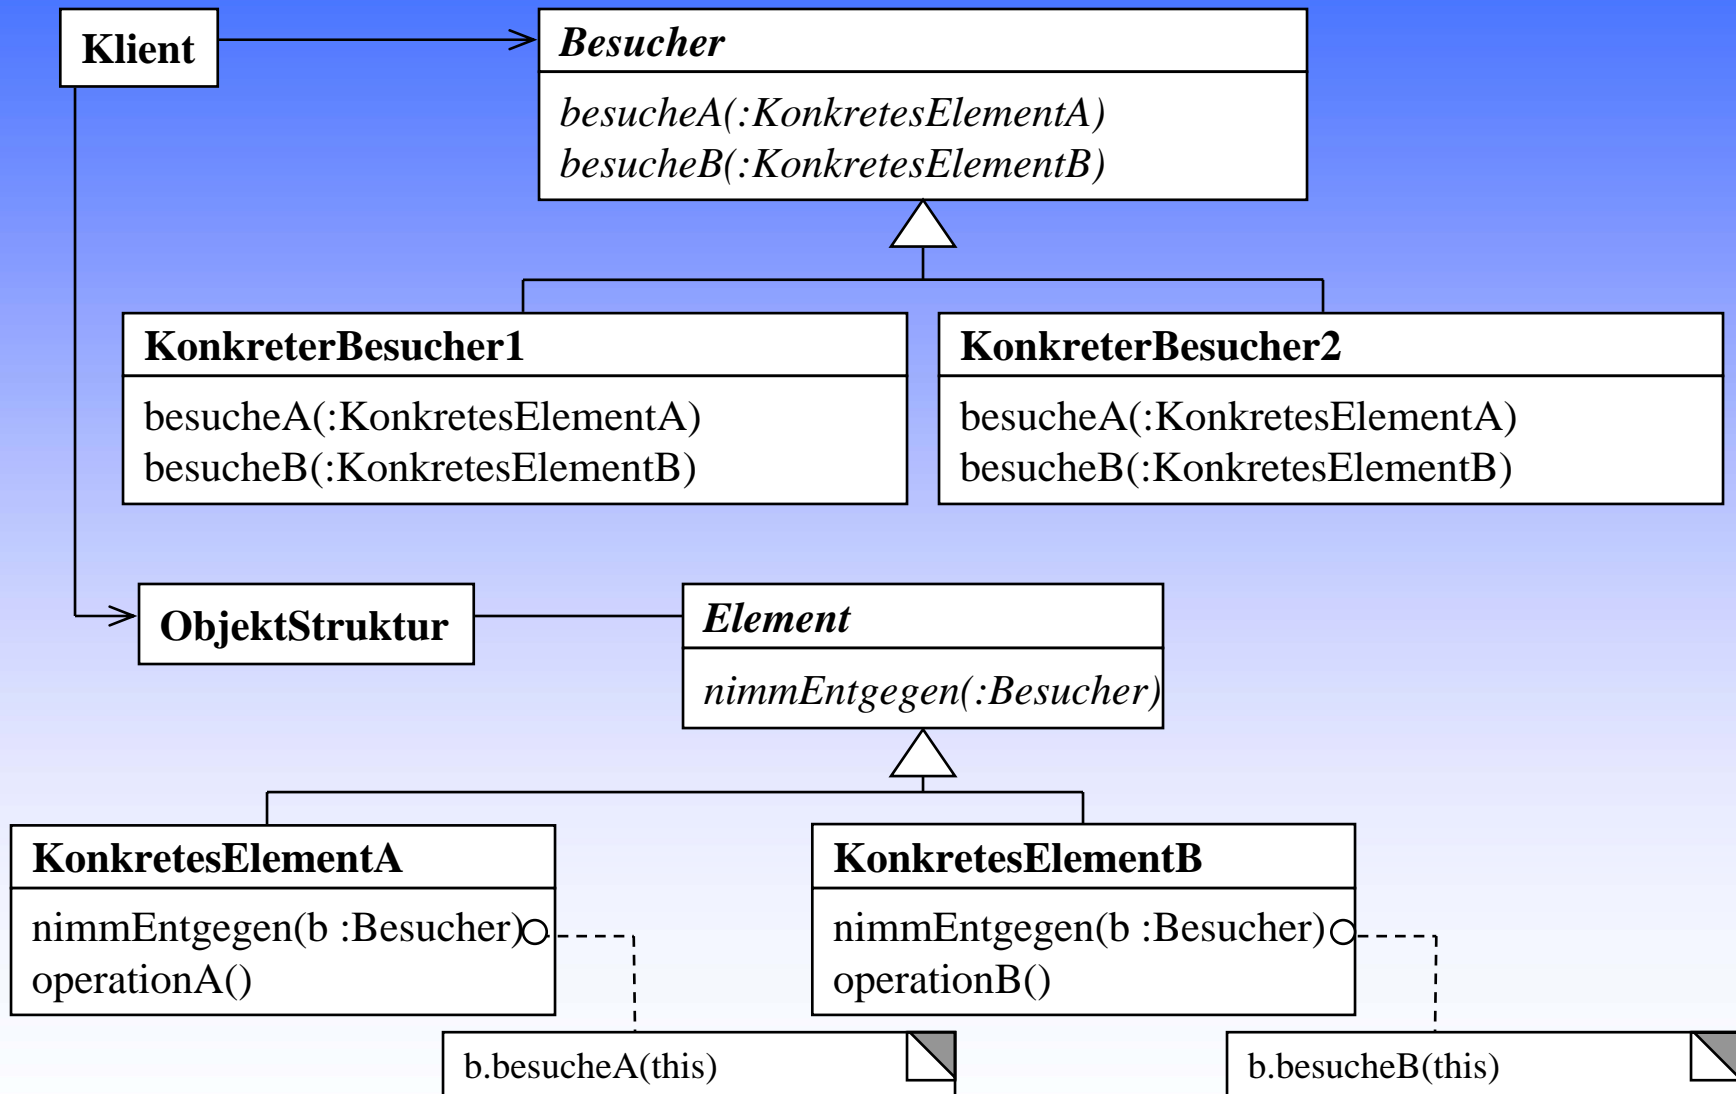 Klient
Besucher
besucheA(:KonkretesElementA)
besucheB(:KonkretesElementB)
KonkreterBesucher1
besucheA(:KonkretesElementA)
besucheB(:KonkretesElementB)
KonkreterBesucher2
besucheA(:KonkretesElementA)
besucheB(:KonkretesElementB)
ObjektStruktur
Element
nimmEntgegen(:Besucher)
KonkretesElementA
nimmEntgegen(b :Besucher)
operationA()
KonkretesElementB
nimmEntgegen(b :Besucher)
operationB()
b.besucheA(this)
b.besucheB(this)